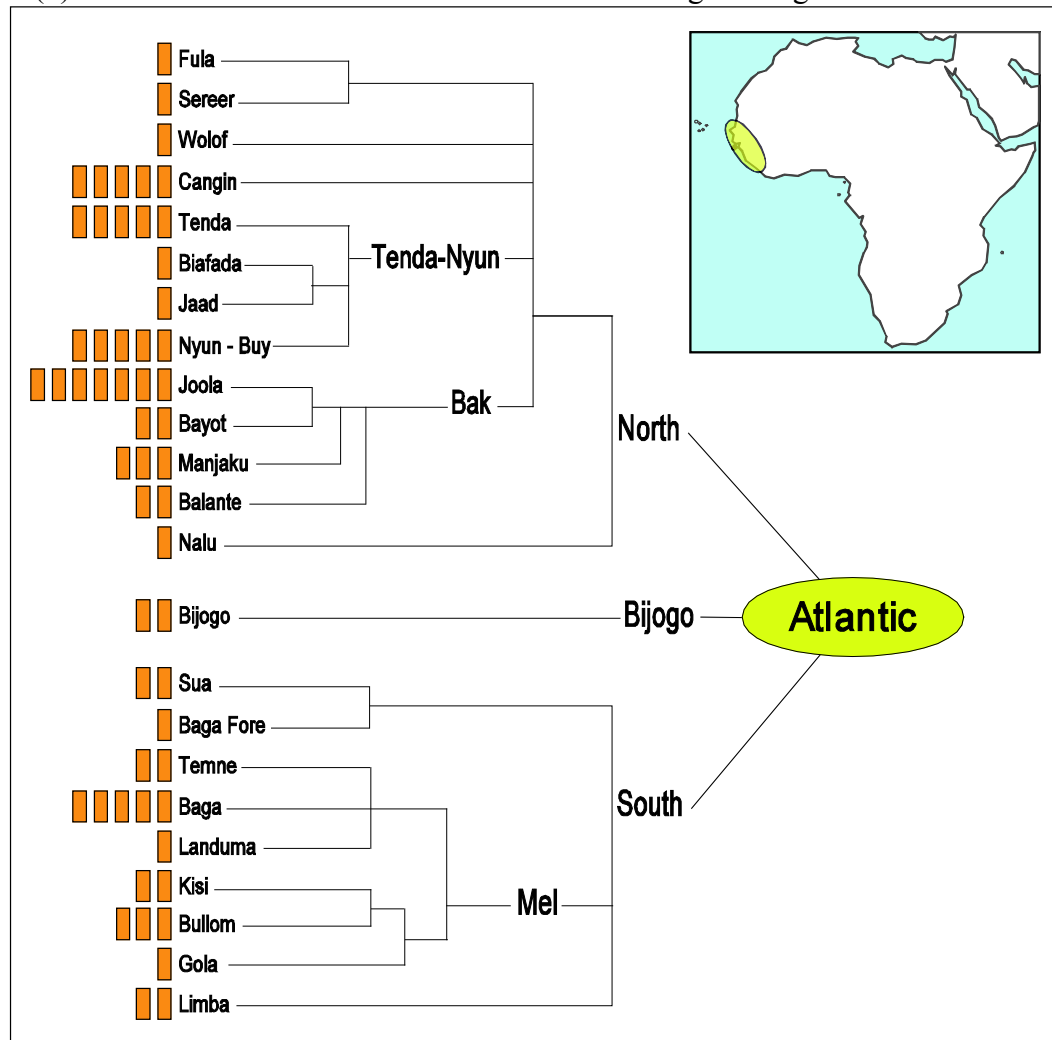 Fula
Sereer
Wolof
Cangin
Tenda
Biafada
Jaad
Nyun - Buy
Joola
Bayot
Manjaku
Balante
Nalu
Bijogo
Sua
Baga Fore
Temne
Baga
Landuma
Kisi
Bullom
Gola
Limba
Tenda-Nyun
Bak
Mel
North
Bijogo
South
Atlantic